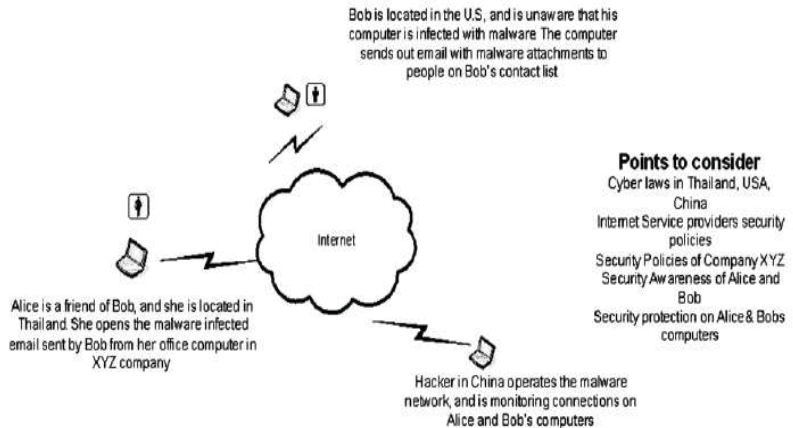 Bob is located in the U.S, and is unaware that his
computer is infected with malware. The computer
sends out email with malware attachments to
people on Bob's contact list
Internet
Alice is a friend of Bob, and she is located in
Thailand. She opens the malware infected
email sent by Bob from her office computer in
XYZ company
Hacker in China operates the malware
network, and is monitoring connections on
Alice and Bob's computers
Points to consider
Cyber laws in Thailand, USA,
China
Internet Service providers security
policies
Security Policies of Company XYZ
Security Awareness of Alice and
Bob
Security protection on Alice & Bobs
computers